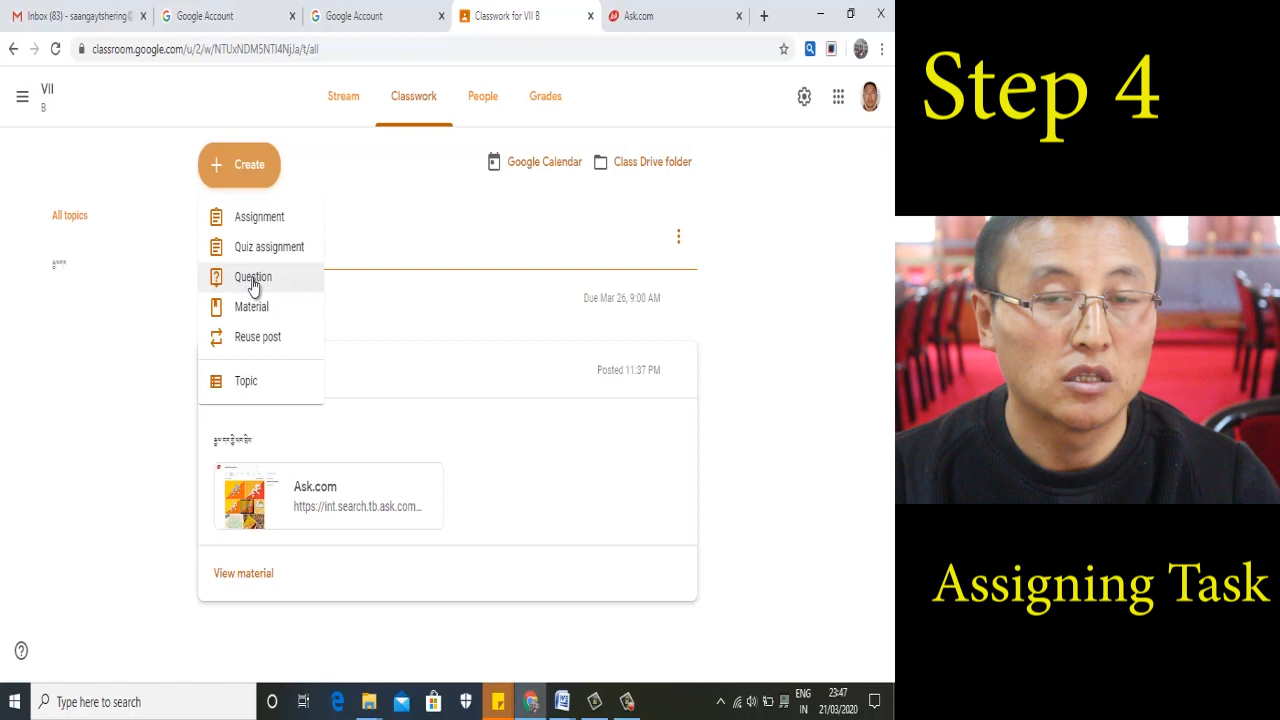 Inbox (83) - saangaytshering@
Google Account
Google Account
Classwork for VII B
Ask.com
classroom.google.com/u/2/w/NTUxNDM5NTI4NjJa/t/all
VII
B
Stream
Classwork
People
Grades
Create
Google Calendar
Class Drive folder
All topics
Assignment
Quiz assignment
Question
Material
Reuse post
Topic
Due Mar 26, 9:00 AM
Posted 11:37 PM
Ask.com
https://int.search.tb.ask.com...
View material
Type here to search
ENG
IN
23:47
21/03/2020
Step 4
Assigning Task